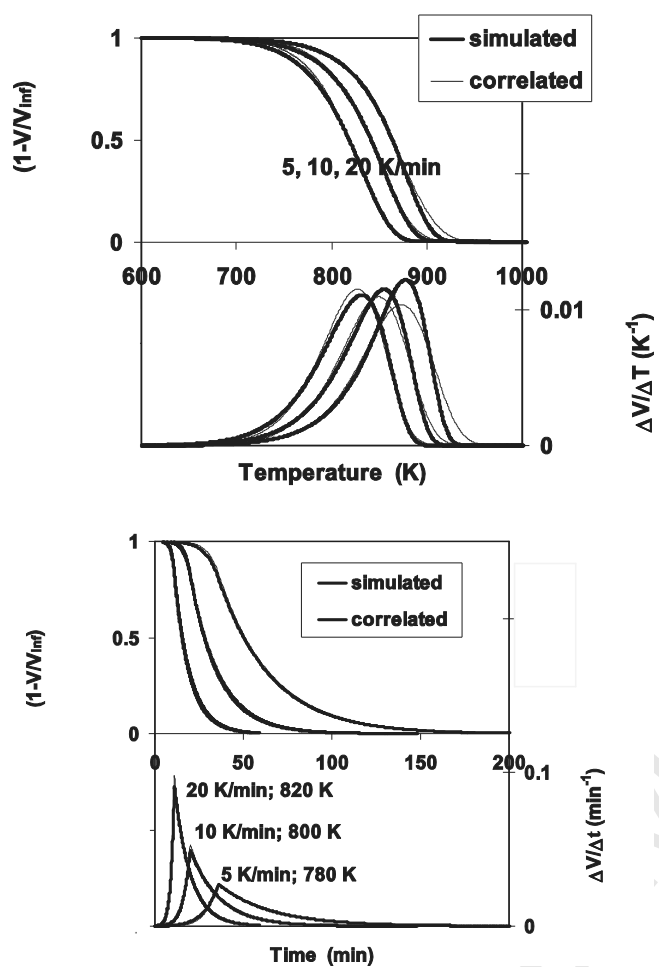 simulated
correlated
(1-V/VInf)
1
0.5
0
5, 10, 20 K/min
600 700 800 900 1000
0.01
0
ΔV/ΔT (K-1)
Temperature (K)
simulated
correlated
(1-V/VInf)
1
0.5
0
0 50 100 150 200
0.1
20 K/min; 820 K
10 K/min; 800 K
5 K/min; 780 K
0
ΔV/Δt (min-1)
Time (min)